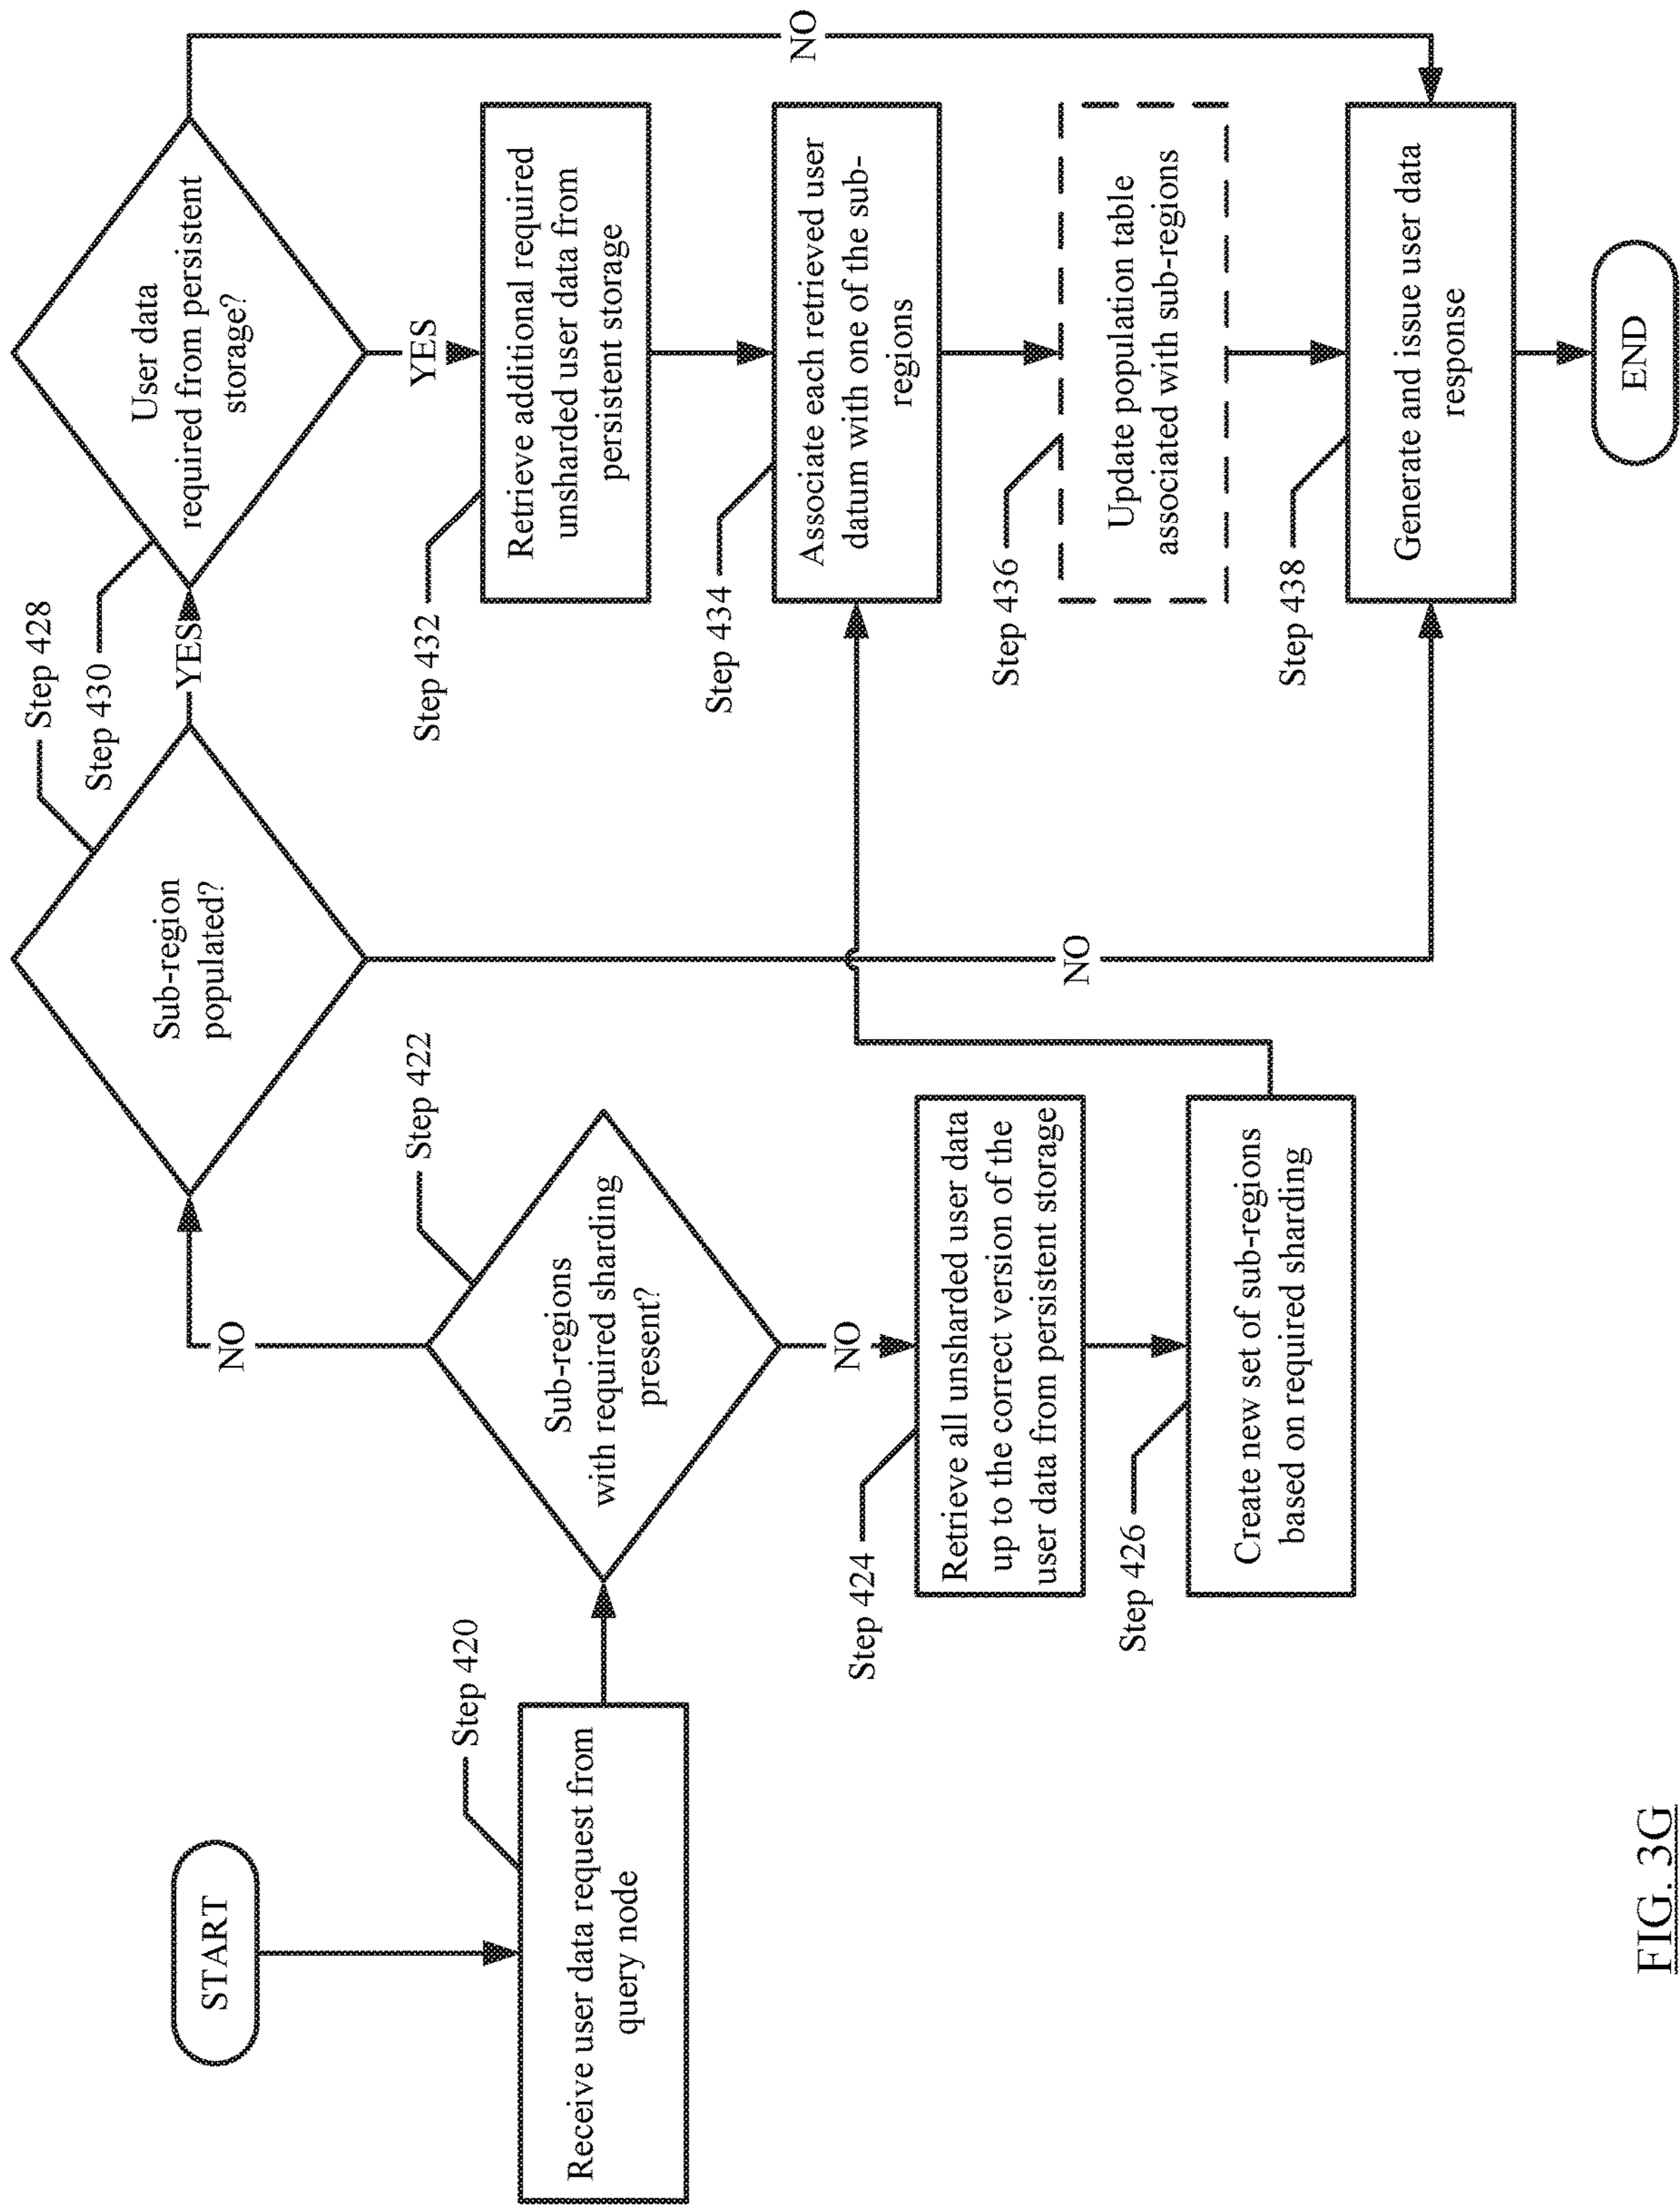 START
Step 420
Receive user data request from
query node
Step 422
Sub-regions
with required sharding
present?
NO
NO
Step 424
Retrieve all unsharded user data
up to the correct version of the
user data from persistent storage
Step 426
Create new set of sub-regions
based on required sharding
Step 428
Sub-region
populated?
YES
NO
Step 430
User data
required from persistent
storage?
YES
NO
Step 432
Retrieve additional required
unsharded user data from
persistent storage
Step 434
Associate each retrieved user
datum with one of the sub-
regions
Step 436
Update population table
associated with sub-regions
Step 438
Generate and issue user data
response
END
FIG. 3G